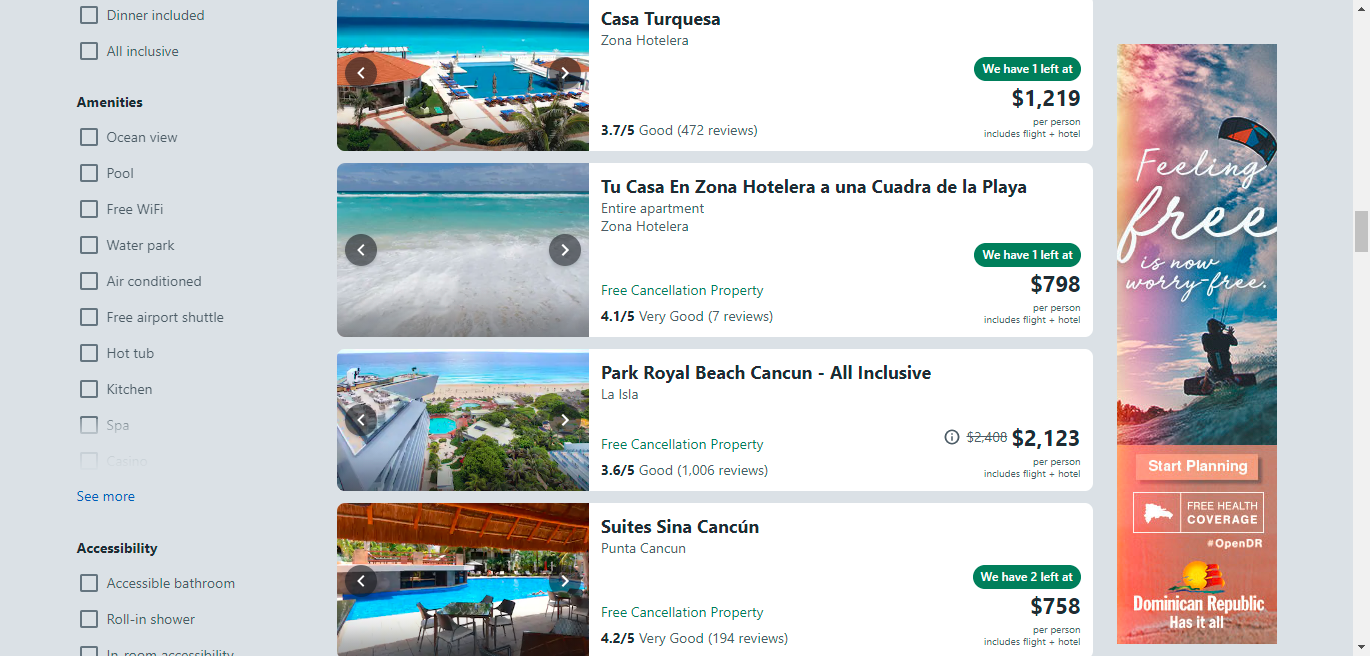 Dinner included
All inclusive
Amenities
Ocean view
Pool
Free WiFi
Water park
Air conditioned
Free airport shuttle
Hot tub
Kitchen
Spa
Casino
See more
Accessibility
Accessible bathroom
Roll-in shower
In-room accessibility
Casa Turquesa
Zona Hotelera
We have 1 left at
$1,219
per person
includes flight + hotel
3.7/5 Good (472 reviews)
Tu Casa En Zona Hotelera a una Cuadra de la Playa
Entire apartment
Zona Hotelera
We have 1 left at
$798
per person
includes flight + hotel
Free Cancellation Property
4.1/5 Very Good (7 reviews)
Park Royal Beach Cancun - All Inclusive
La Isla
$2,408 $2,123
per person
includes flight + hotel
Free Cancellation Property
3.6/5 Good (1,006 reviews)
Suites Sina Cancún
Punta Cancun
We have 2 left at
$758
per person
includes flight + hotel
Free Cancellation Property
4.2/5 Very Good (194 reviews)
Feeling
free
is now
worry-free.
Start Planning
FREE HEALTH
COVERAGE
#OpenDR
Dominican Republic
Has it all